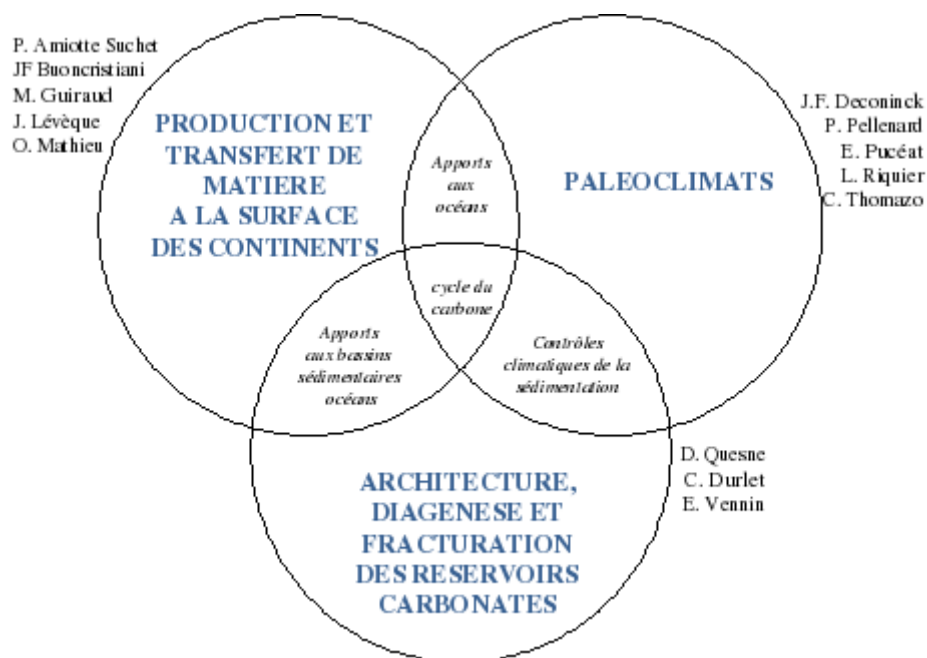 P. Amiotte Suchet
JF Buoncristiani
M. Guiraud
J. Lévèque
O. Mathieu
PRODUCTION ET
TRANSFERT DE
MATIERE
A LA SURFACE
DES CONTINENTS
Apports
aux
océans
PALEOCLIMATS
J.F. Deconinck
P. Pellenard
E. Pucéat
L. Riquier
C. Thomazo
cycle du
carbone
Apports
aux bassins
sédimentaires
océans
Contrôles
climatiques de la
sédimentation
ARCHITECTURE,
DIAGENESE ET
FRACTURATION
DES RESERVOIRS
CARBONATES
D. Quesne
C. Durlet
E. Vennin